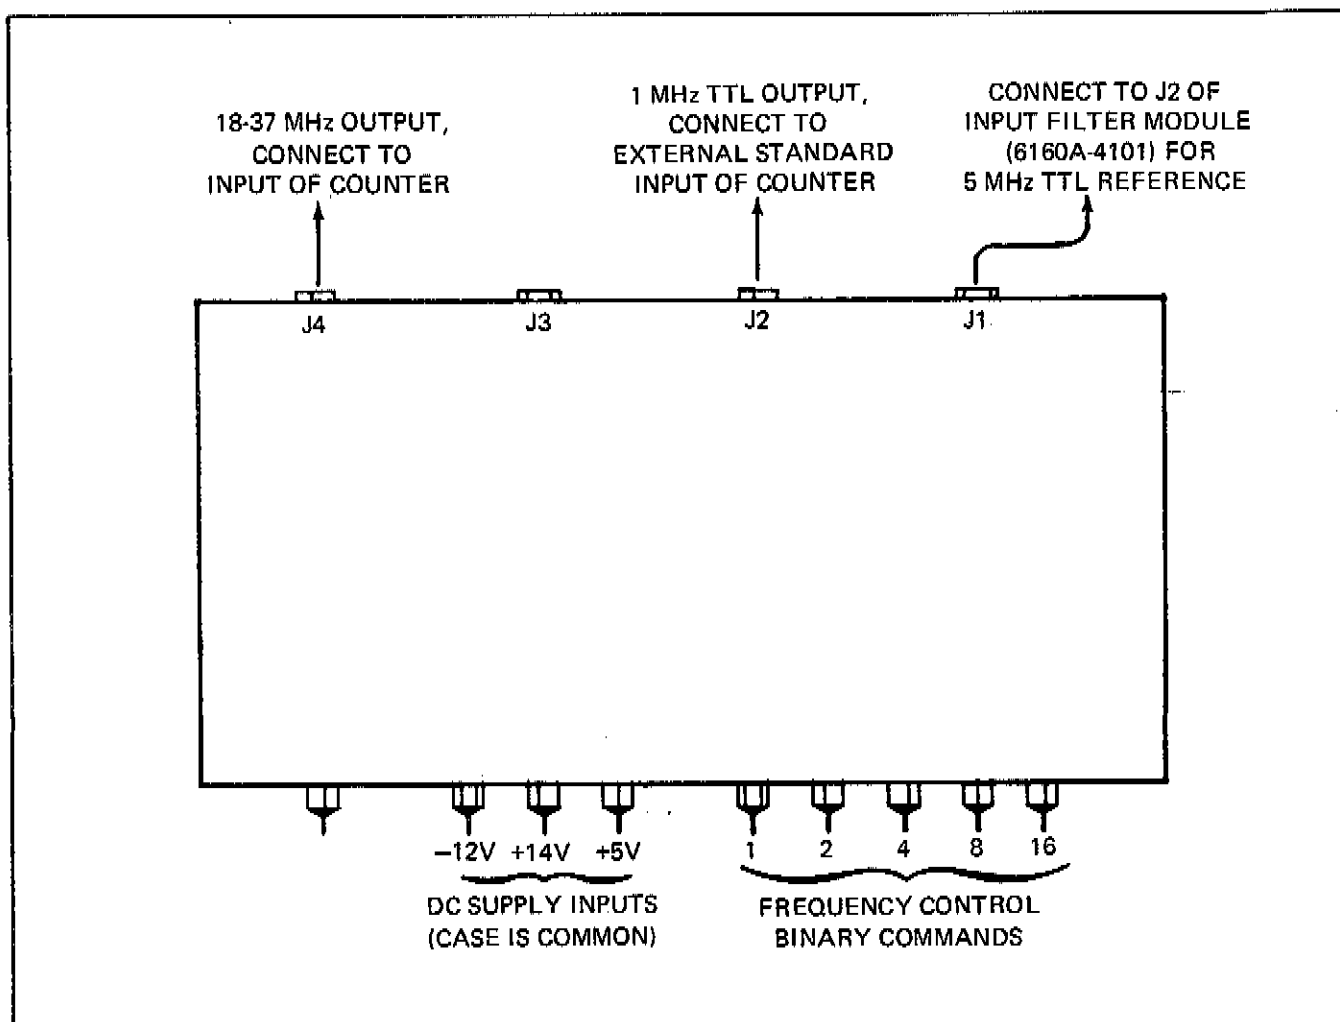 18-37 MHz OUTPUT,
CONNECT TO
INPUT OF COUNTER
1 MHz TTL OUTPUT,
CONNECT TO
EXTERNAL STANDARD
INPUT OF COUNTER
CONNECT TO J2 OF
INPUT FILTER MODULE
(6160A-4101) FOR
5 MHz TTL REFERENCE
J4 J3 J2 J1
–12V +14V +5V 1 2 4 8 16
DC SUPPLY INPUTS
(CASE IS COMMON)
FREQUENCY CONTROL
BINARY COMMANDS